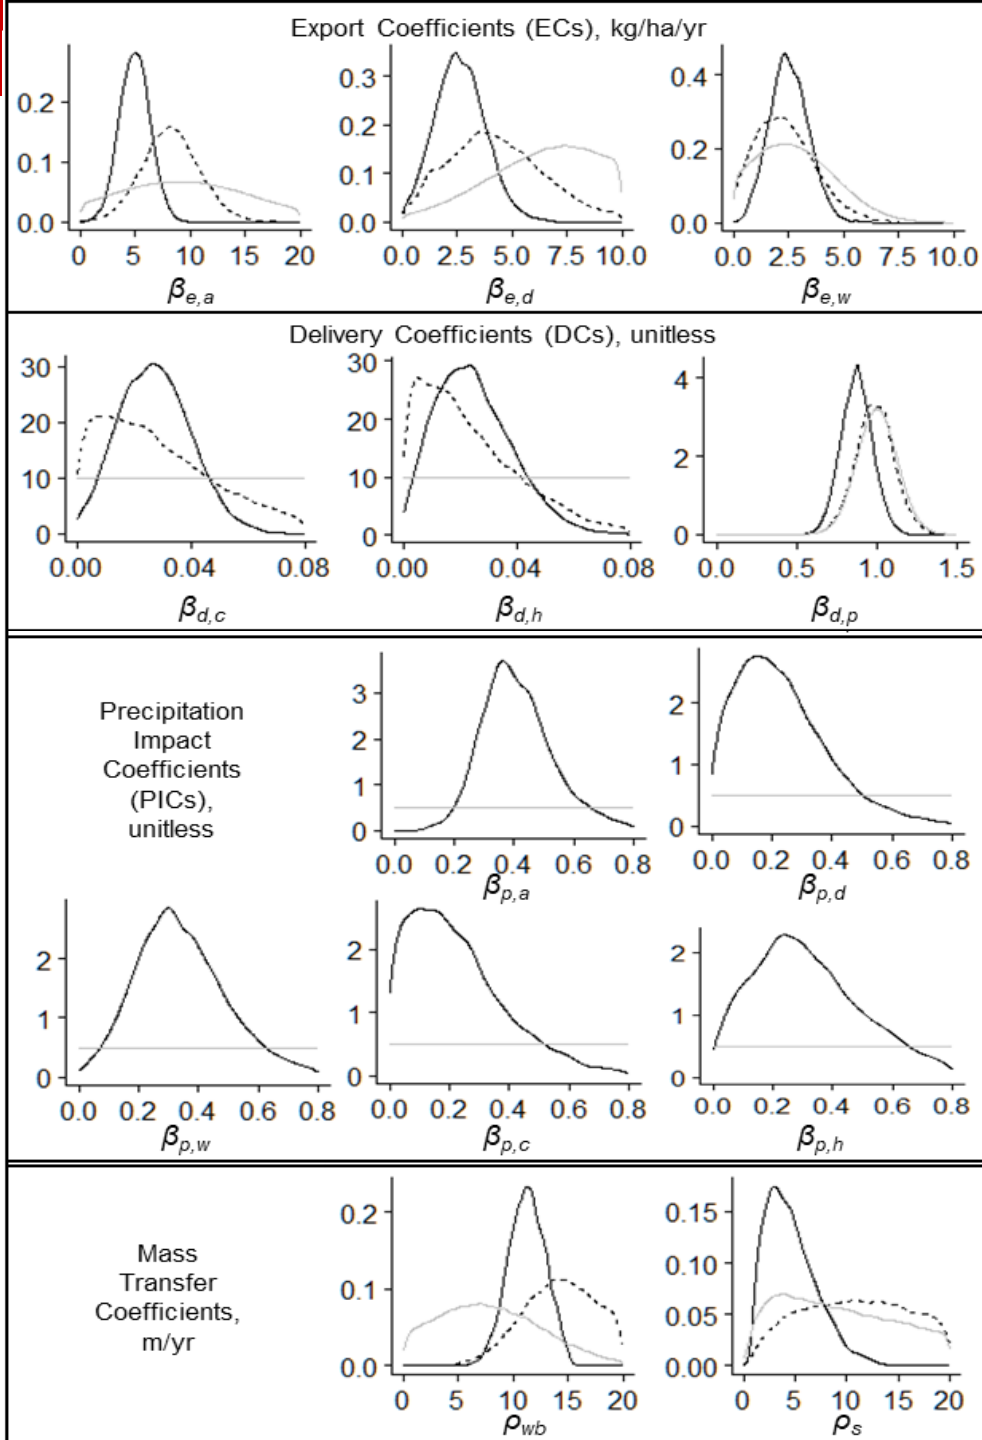 Export Coefficients (ECs), kg/ha/yr
0.2
0.1
0.0
0 5 10 15 20
βe,a
0.3
0.2
0.1
0.0
0.0 2.5 5.0 7.5 10.0
βe,d
0.4
0.2
0.0
0.0 2.5 5.0 7.5 10.0
βe,w
Delivery Coefficients (DCs), unitless
30
20
10
0
0.00 0.04 0.08
βd,c
30
20
10
0
0.00 0.04 0.08
βd,h
4
2
0
0.0 0.5 1.0 1.5
βd,p
Precipitation
Impact
Coefficients
(PICs),
unitless
3
2
1
0
0.0 0.2 0.4 0.6 0.8
βp,a
2
1
0
0.0 0.2 0.4 0.6 0.8
βp,d
2
1
0
0.0 0.2 0.4 0.6 0.8
βp,w
2
1
0
0.0 0.2 0.4 0.6 0.8
βp,c
2
1
0
0.0 0.2 0.4 0.6 0.8
βp,h
Mass
Transfer
Coefficients,
m/yr
0.2
0.1
0.0
0 5 10 15 20
ρwb
0.15
0.10
0.05
0.00
0 5 10 15 20
ρs